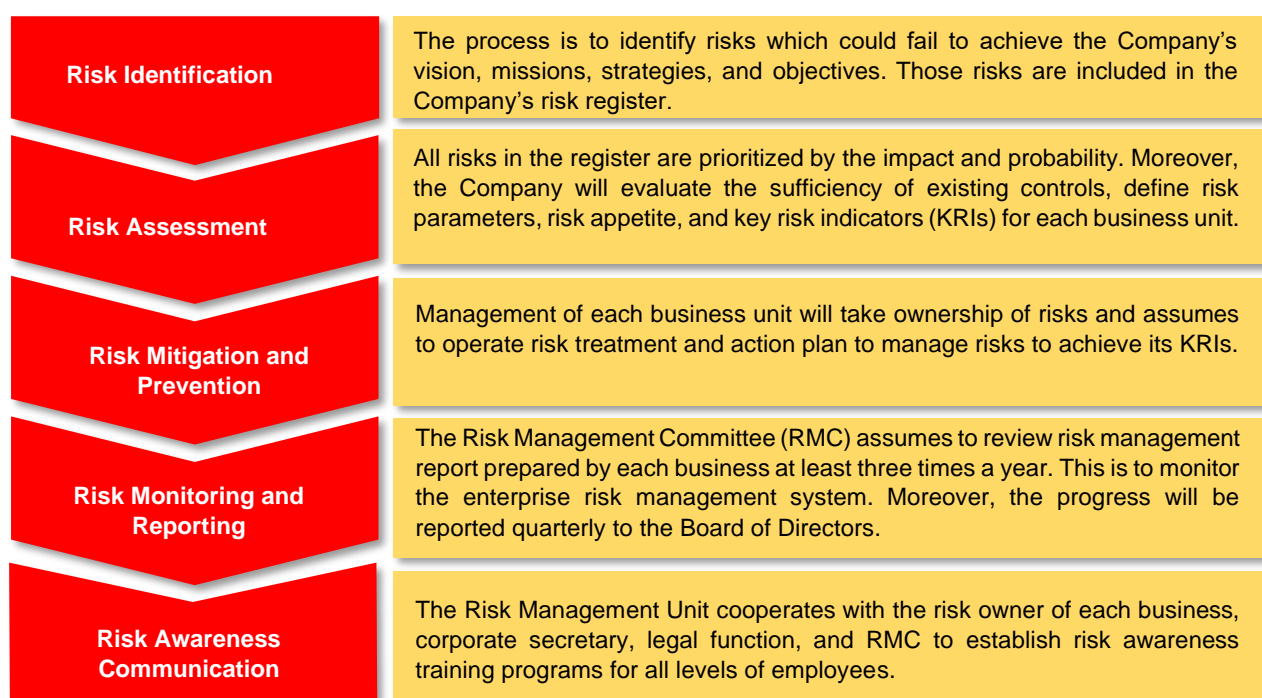 Risk Identification
The process is to identify risks which could fail to achieve the Company's
vision, missions, strategies, and objectives. Those risks are included in the
Company's risk register.
Risk Assessment
All risks in the register are prioritized by the impact and probability. Moreover,
the Company will evaluate the sufficiency of existing controls, define risk
parameters, risk appetite, and key risk indicators (KRIs) for each business unit.
Risk Mitigation and
Prevention
Management of each business unit will take ownership of risks and assumes
to operate risk treatment and action plan to manage risks to achieve its KRIs.
Risk Monitoring and
Reporting
The Risk Management Committee (RMC) assumes to review risk management
report prepared by each business at least three times a year. This is to monitor
the enterprise risk management system. Moreover, the progress will be
reported quarterly to the Board of Directors.
Risk Awareness
Communication
The Risk Management Unit cooperates with the risk owner of each business,
corporate secretary, legal function, and RMC to establish risk awareness
training programs for all levels of employees.